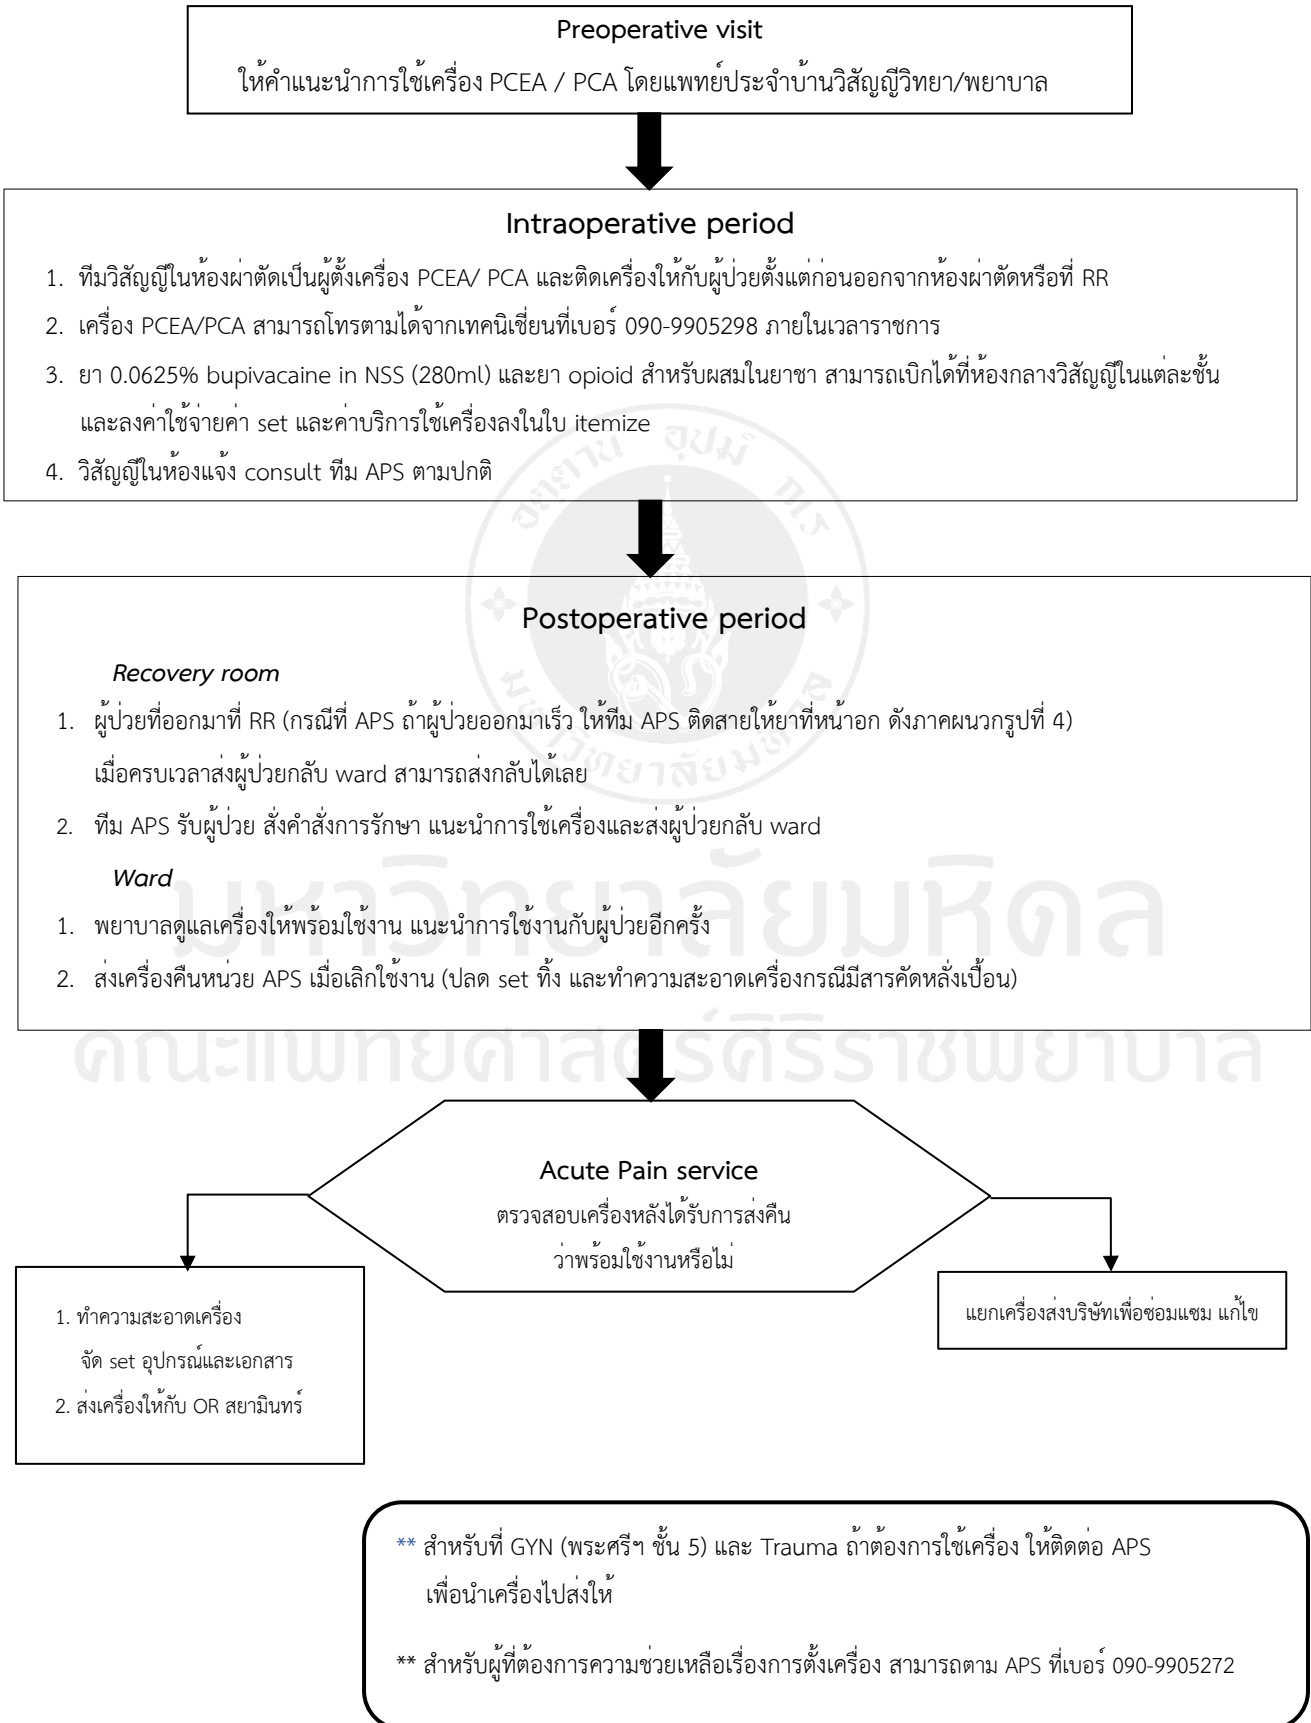 Preoperative visit
ให้คำแนะนำการใช้เครื่อง PCEA / PCA โดยแพทย์ประจำบ้านวิสัญญีวิทยา/พยาบาล
Intraoperative period
1. ทีมวิสัญญีในห้องผ่าตัดเป็นผู้ตั้งเครื่อง PCEA/ PCA และติดเครื่องให้กับผู้ป่วยตั้งแต่ก่อนออกจากห้องผ่าตัดหรือที่ RR
2. เครื่อง PCEA/PCA สามารถโทรตามได้จากเทคนิเชี่ยนที่เบอร์ 090-9905298 ภายในเวลาราชการ
3. ยา 0.0625% bupivacaine in NSS (280ml) และยา opioid สำหรับผสมในยาชา สามารถเบิกได้ที่ห้องกลางวิสัญญีในแต่ละชั้น
และลงค่าใช้จ่ายค่า set และค่าบริการใช้เครื่องลงในใบ itemize
4. วิสัญญีในห้องแจ้ง consult ทีม APS ตามปกติ
อตฺตานํ อุปมํ กเร
Postoperative period
Recovery room
1. ผู้ป่วยที่ออกมาที่ RR (กรณีที่ APS ถ้าผู้ป่วยออกมาเร็ว ให้ทีม APS ติดสายให้ยาที่หน้าอก ดังภาคผนวกรูปที่ 4)
เมื่อครบเวลาส่งผู้ป่วยกลับ ward สามารถส่งกลับได้เลย
มหาวิทยาลัยมหิดล
2. ทีม APS รับผู้ป่วย สั่งคำสั่งการรักษา แนะนำการใช้เครื่องและส่งผู้ป่วยกลับ ward
Ward
มหาวิทยาลัยมหิดล
1. พยาบาลดูแลเครื่องให้พร้อมใช้งาน แนะนำการใช้งานกับผู้ป่วยอีกครั้ง
2. ส่งเครื่องคืนหน่วย APS เมื่อเลิกใช้งาน (ปลด set ทิ้ง และทำความสะอาดเครื่องกรณีมีสารคัดหลั่งเปื้อน)
คณะแพทยศาสตร์ศิริราชพยาบาล
Acute Pain service
ตรวจสอบเครื่องหลังได้รับการส่งคืน
ว่าพร้อมใช้งานหรือไม่
1. ทำความสะอาดเครื่อง
จัด set อุปกรณ์และเอกสาร
2. ส่งเครื่องให้กับ OR สยามินทร์
แยกเครื่องส่งบริษัทเพื่อซ่อมแซม แก้ไข
** สำหรับที่ GYN (พระศรีฯ ชั้น 5) และ Trauma ถ้าต้องการใช้เครื่อง ให้ติดต่อ APS
เพื่อนำเครื่องไปส่งให้
** สำหรับผู้ที่ต้องการความช่วยเหลือเรื่องการตั้งเครื่อง สามารถตาม APS ที่เบอร์ 090-9905272